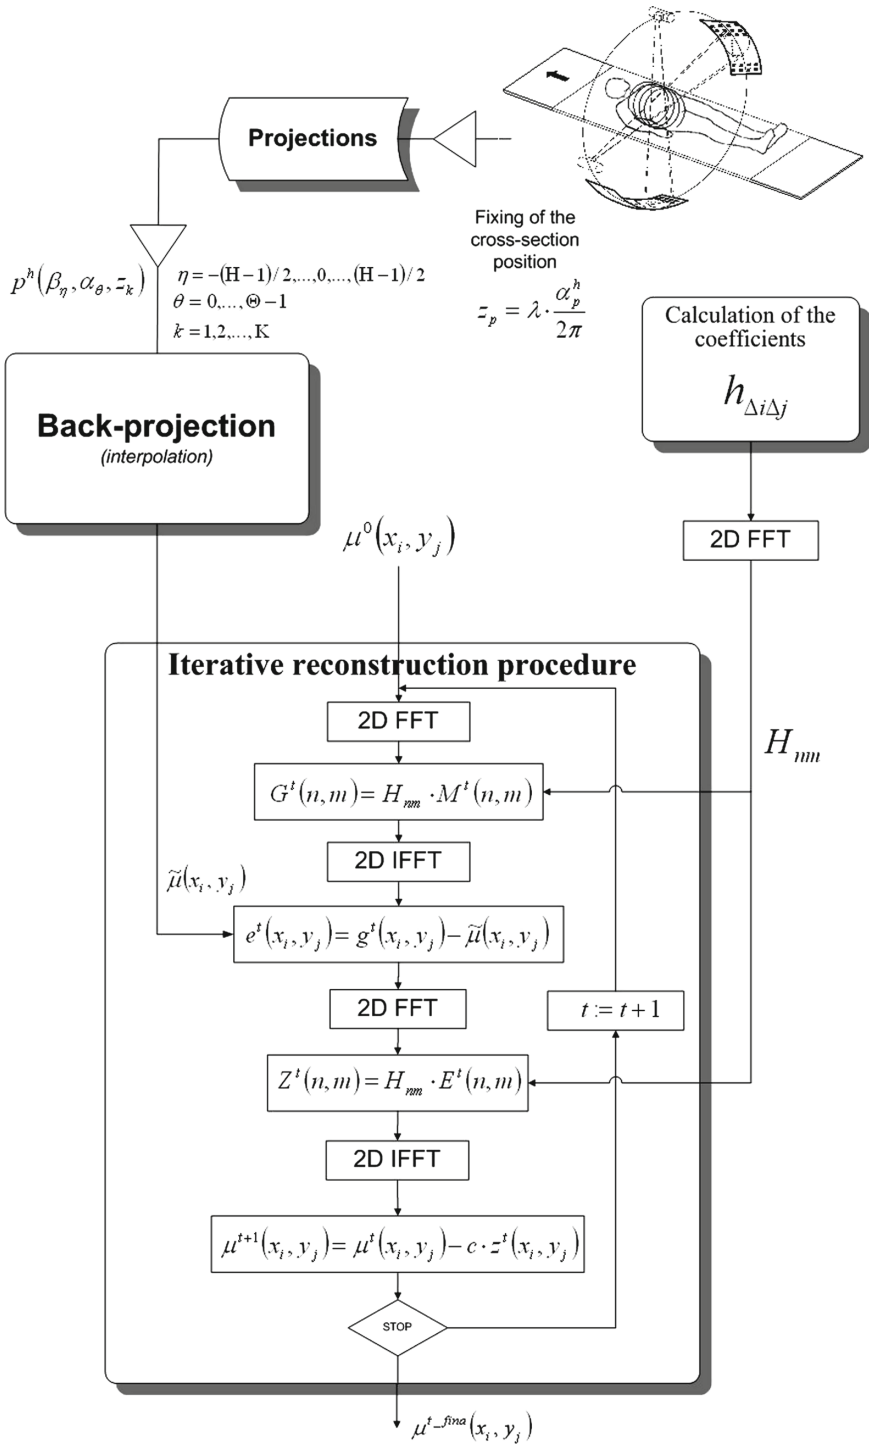 Projections
Fixing of the
cross-section
position
z_p = λ · α_p^h / 2π
p^h(β_η, α_θ, z_k)
η = −(H−1)/2,...,0,...,(H−1)/2
θ = 0,...,Θ−1
k = 1,2,...,K
Calculation of the
coefficients
h_ΔiΔj
Back-projection
(interpolation)
2D FFT
μ^0(x_i, y_j)
Iterative reconstruction procedure
2D FFT
H_nm
G^t(n,m) = H_nm · M^t(n,m)
2D IFFT
μ̃(x_i, y_j)
e^t(x_i, y_j) = g^t(x_i, y_j) − μ̃(x_i, y_j)
2D FFT
t := t + 1
Z^t(n,m) = H_nm · E^t(n,m)
2D IFFT
μ^{t+1}(x_i, y_j) = μ^t(x_i, y_j) − c · z^t(x_i, y_j)
STOP
μ^{t_fina}(x_i, y_j)